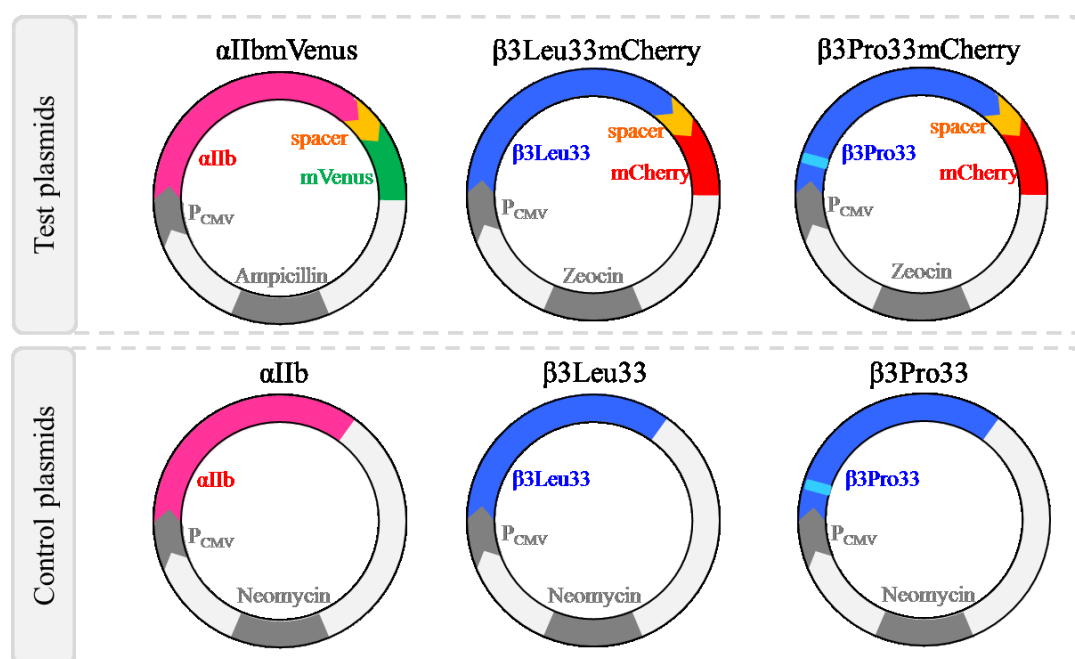 Test plasmids
αIIbmVenus
β3Leu33mCherry
β3Pro33mCherry
spacer
αIIb
mVenus
PCMV
Ampicillin
spacer
β3Leu33
mCherry
PCMV
Zeocin
spacer
β3Pro33
mCherry
PCMV
Zeocin
Control plasmids
αIIb
β3Leu33
β3Pro33
αIIb
PCMV
Neomycin
β3Leu33
PCMV
Neomycin
β3Pro33
PCMV
Neomycin